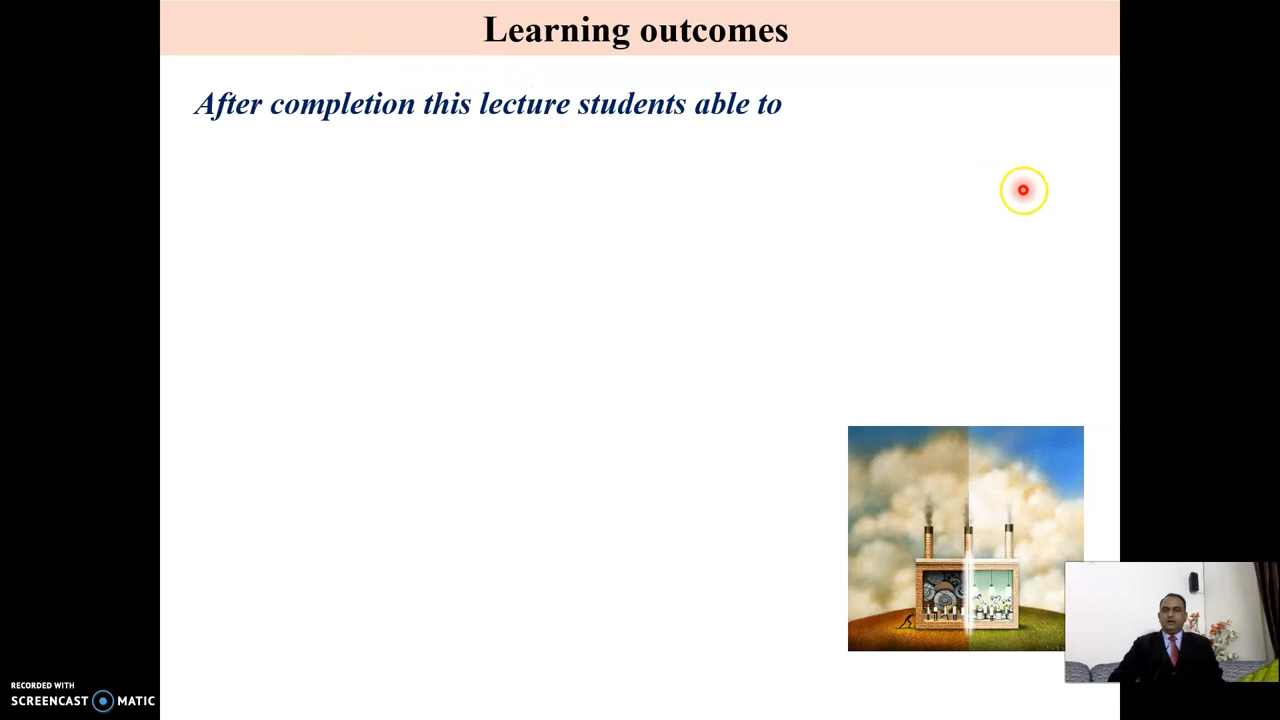 Learning outcomes
After completion this lecture students able to
RECORDED WITH
SCREENCAST MATIC